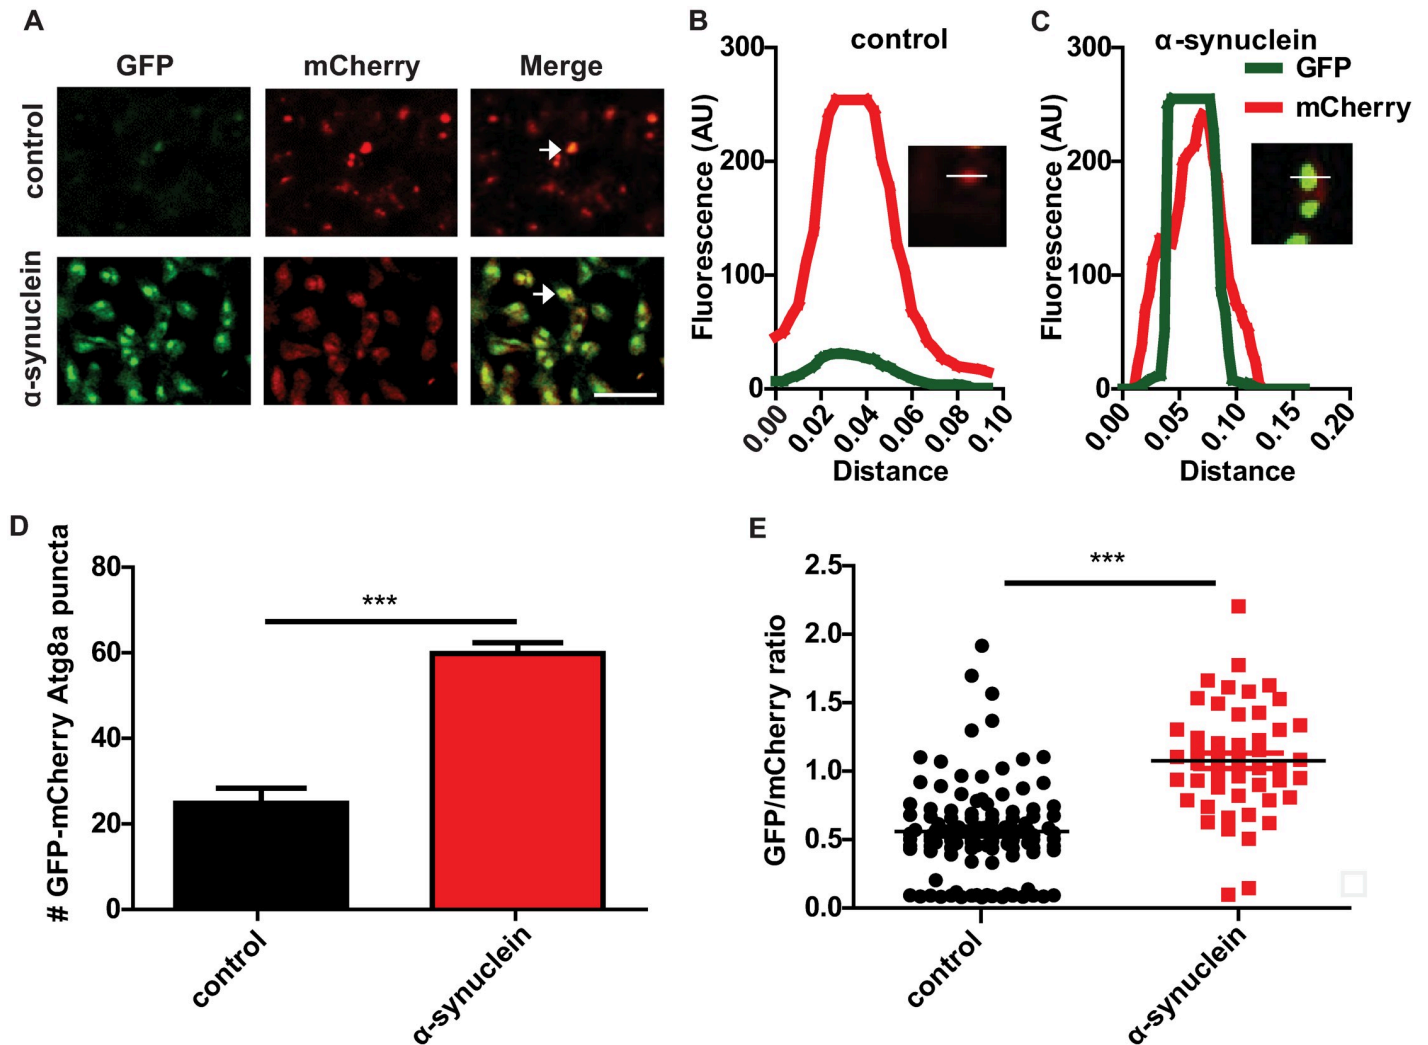 A
GFP
mCherry
Merge
control
α-synuclein
B
control
300
200
100
0
Fluorescence (AU)
0.00
0.02
0.04
0.06
0.08
0.10
Distance
C
α-synuclein
GFP
mCherry
300
200
100
0
Fluorescence (AU)
0.00
0.05
0.10
0.15
0.20
Distance
D
# GFP-mCherry Atg8a puncta
80
60
40
20
0
***
control
α-synuclein
E
GFP/mCherry ratio
2.5
2.0
1.5
1.0
0.5
0.0
***
control
α-synuclein